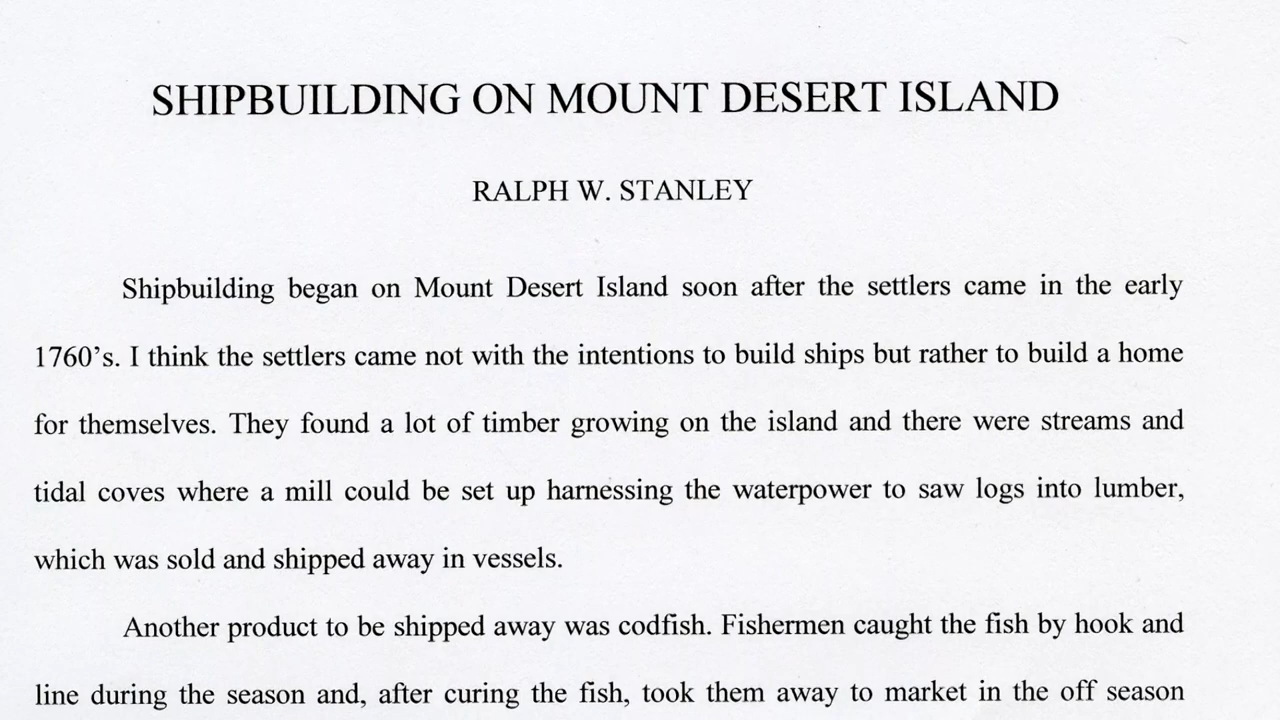 SHIPBUILDING ON MOUNT DESERT ISLAND
RALPH W. STANLEY
Shipbuilding began on Mount Desert Island soon after the settlers came in the early
1760’s. I think the settlers came not with the intentions to build ships but rather to build a home
for themselves. They found a lot of timber growing on the island and there were streams and
tidal coves where a mill could be set up harnessing the waterpower to saw logs into lumber,
which was sold and shipped away in vessels.
Another product to be shipped away was codfish. Fishermen caught the fish by hook and
line during the season and, after curing the fish, took them away to market in the off season